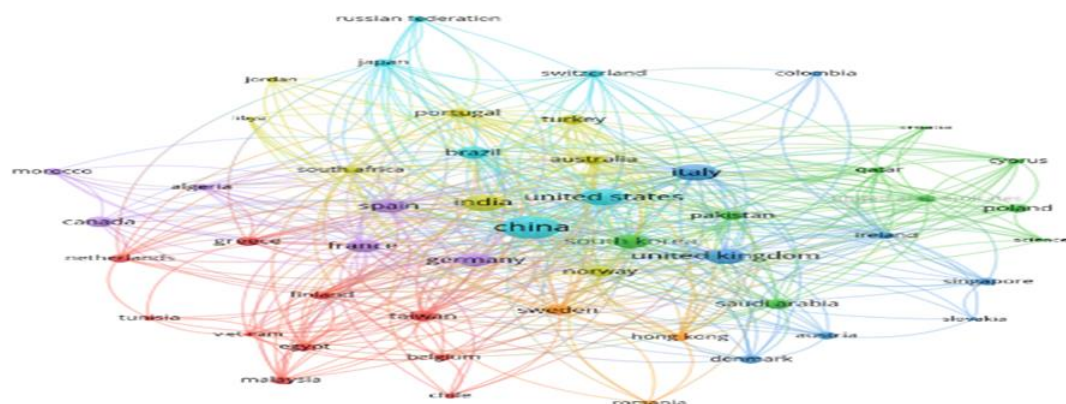 russian federation
japan
switzerland
colombia
jordan
portugal
turkey
libya
brazil
australia
morocco
south africa
italy
qatar
cyprus
algeria
canada
spain
india
united states
pakistan
poland
china
greece
france
south korea
ireland
netherlands
germany
united kingdom
norway
finland
singapore
tunisia
taiwan
sweden
saudi arabia
slovakia
vietnam
egypt
hong kong
austria
belgium
denmark
malaysia
chile
romania